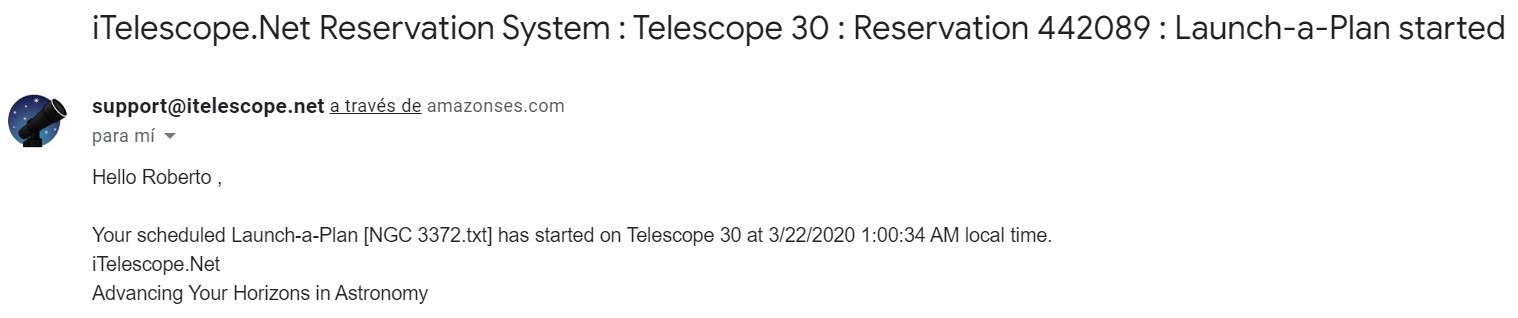 iTelescope.Net Reservation System : Telescope 30 : Reservation 442089 : Launch-a-Plan started
support@itelescope.net a través de amazonses.com
para mí
Hello Roberto ,
Your scheduled Launch-a-Plan [NGC 3372.txt] has started on Telescope 30 at 3/22/2020 1:00:34 AM local time.
iTelescope.Net
Advancing Your Horizons in Astronomy